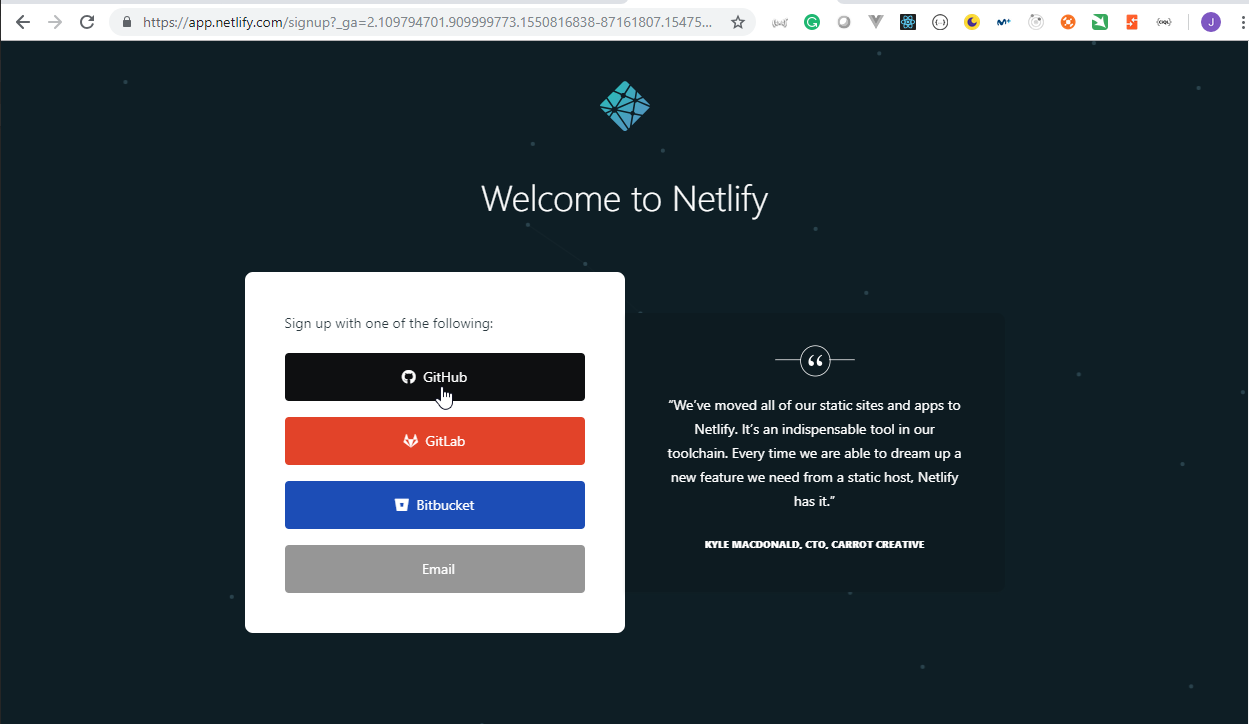 https://app.netlify.com/signup?_ga=2.109794701.909999773.1550816838-87161807.15475...
J
Welcome to Netlify
Sign up with one of the following:
GitHub
GitLab
Bitbucket
Email
“We’ve moved all of our static sites and apps to
Netlify. It’s an indispensable tool in our
toolchain. Every time we are able to dream up a
new feature we need from a static host, Netlify
has it.”
KYLE MACDONALD, CTO, CARROT CREATIVE